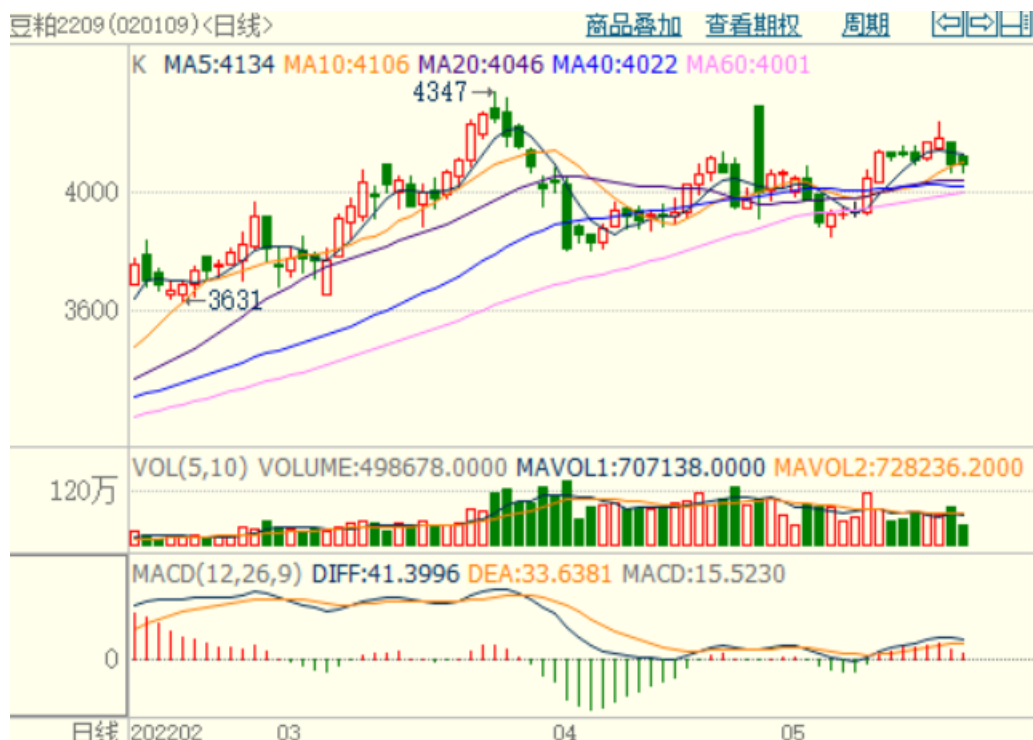 豆粕2209(020109)<日线> 商品叠加 查看期权 周期
K MA5:4134 MA10:4106 MA20:4046 MA40:4022 MA60:4001
4347→
4000
←3631
3600
VOL(5,10) VOLUME:498678.0000 MAVOL1:707138.0000 MAVOL2:728236.2000
120万
MACD(12,26,9) DIFF:41.3996 DEA:33.6381 MACD:15.5230
0
日线 202202 03 04 05